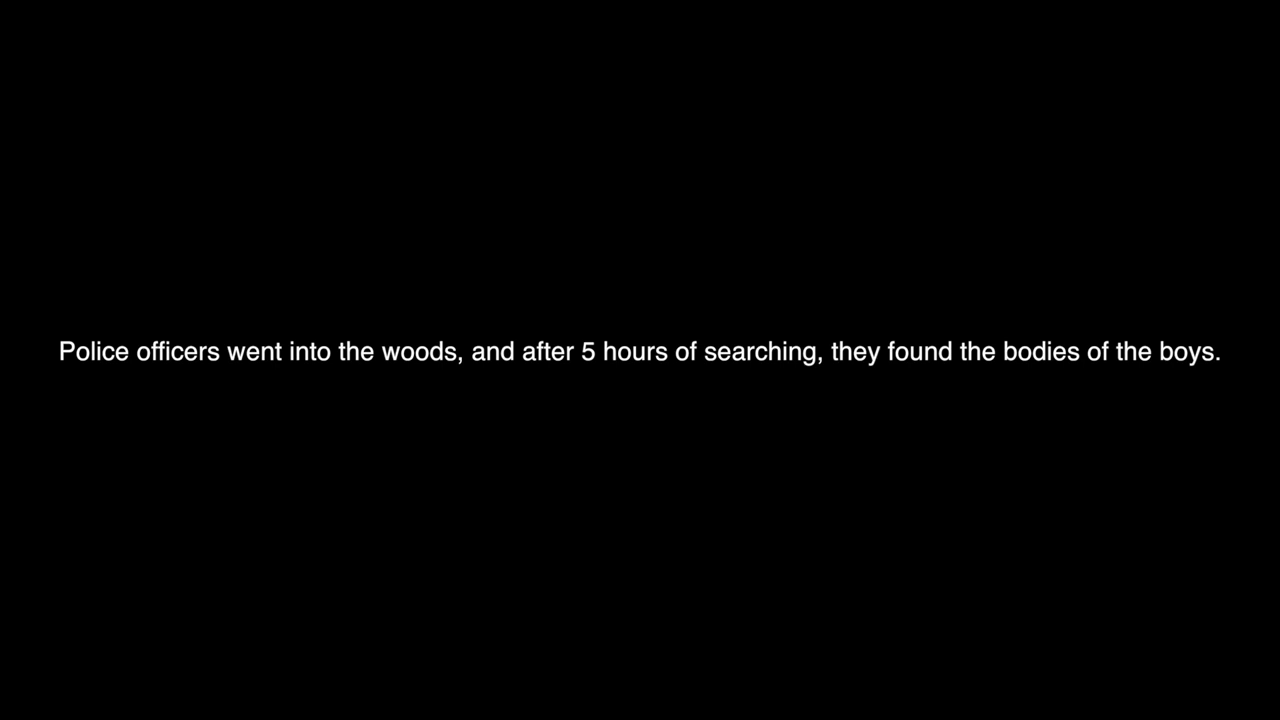 Police officers went into the woods, and after 5 hours of searching, they found the bodies of the boys.